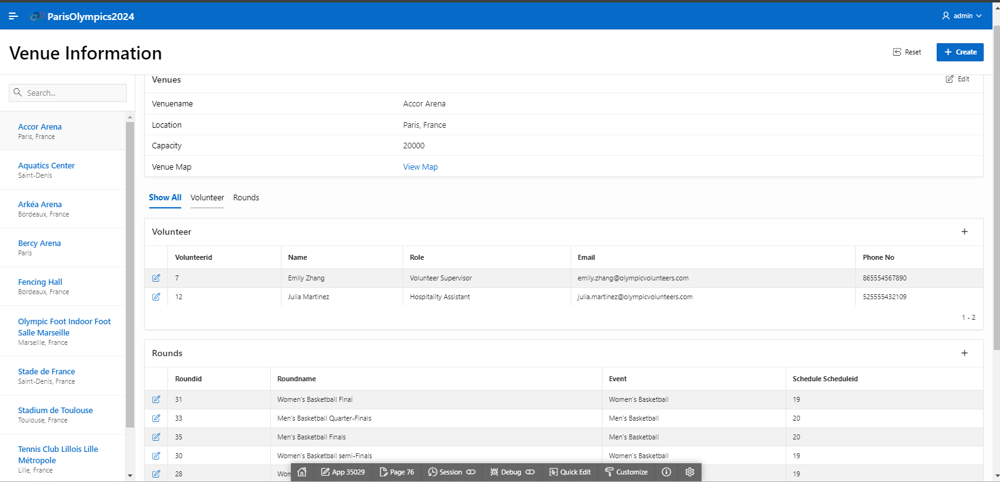 ParisOlympics2024
admin
Venue Information
Reset
Create
Search...
Accor Arena
Paris, France
Aquatics Center
Saint-Denis
Arkéa Arena
Bordeaux, France
Bercy Arena
Paris
Fencing Hall
Bordeaux, France
Olympic Foot Indoor Foot
Salle Marseille
Marseille, France
Stade de France
Saint-Denis, France
Stadium de Toulouse
Toulouse, France
Tennis Club Lillois Lille
Métropole
Lille, France
Venues
Edit
Venuename Accor Arena
Location Paris, France
Capacity 20000
Venue Map View Map
Show All Volunteer Rounds
Volunteer
Volunteerid Name Role Email Phone No
7 Emily Zhang Volunteer Supervisor emily.zhang@olympicvolunteers.com 865554567890
12 Julia Martinez Hospitality Assistant julia.martinez@olympicvolunteers.com 525555432109
1 - 2
Rounds
Roundid Roundname Event Schedule Scheduleid
31 Women's Basketball Final Women's Basketball 19
33 Men's Basketball Quarter-Finals Men's Basketball 20
35 Men's Basketball Finals Men's Basketball 20
30 Women's Basketball semi-Finals Women's Basketball 19
28 19
App 35029 Page 76 Session Debug Quick Edit Customize